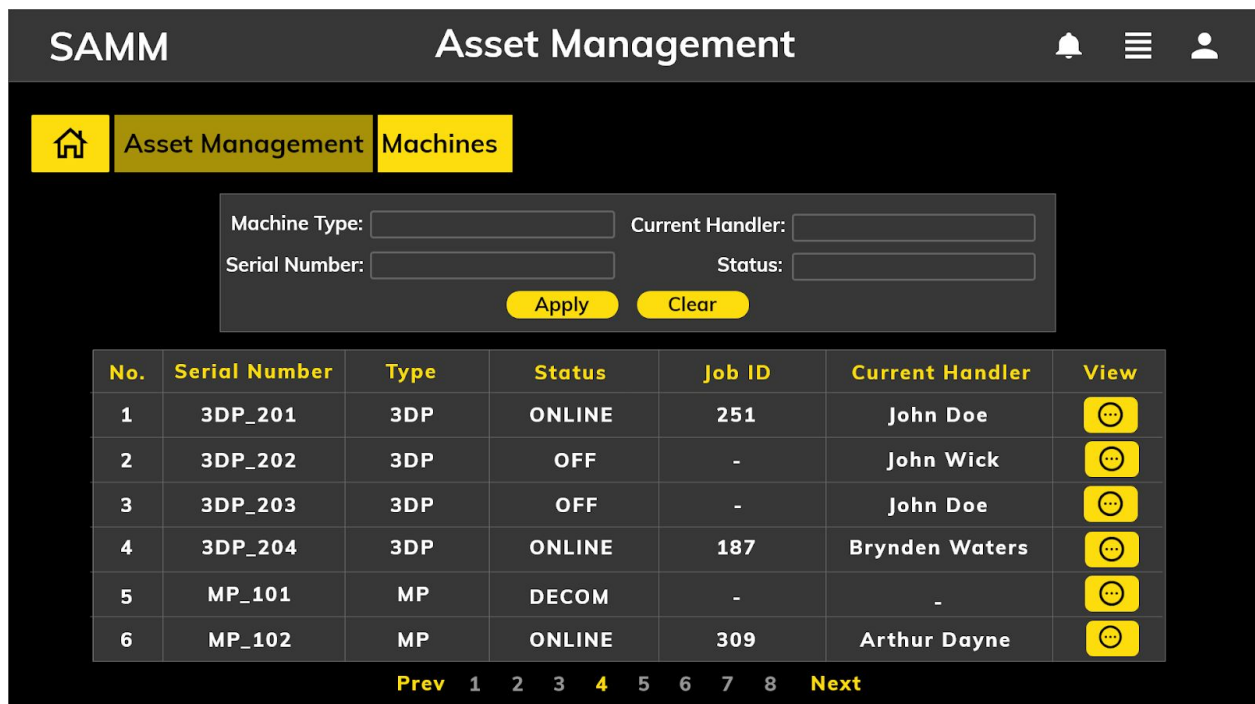 SAMM Asset Management
Asset Management Machines
Machine Type: Current Handler:
Serial Number: Status:
Apply Clear
No. Serial Number Type Status Job ID Current Handler View
1 3DP_201 3DP ONLINE 251 John Doe
2 3DP_202 3DP OFF - John Wick
3 3DP_203 3DP OFF - John Doe
4 3DP_204 3DP ONLINE 187 Brynden Waters
5 MP_101 MP DECOM - -
6 MP_102 MP ONLINE 309 Arthur Dayne
Prev 1 2 3 4 5 6 7 8 Next